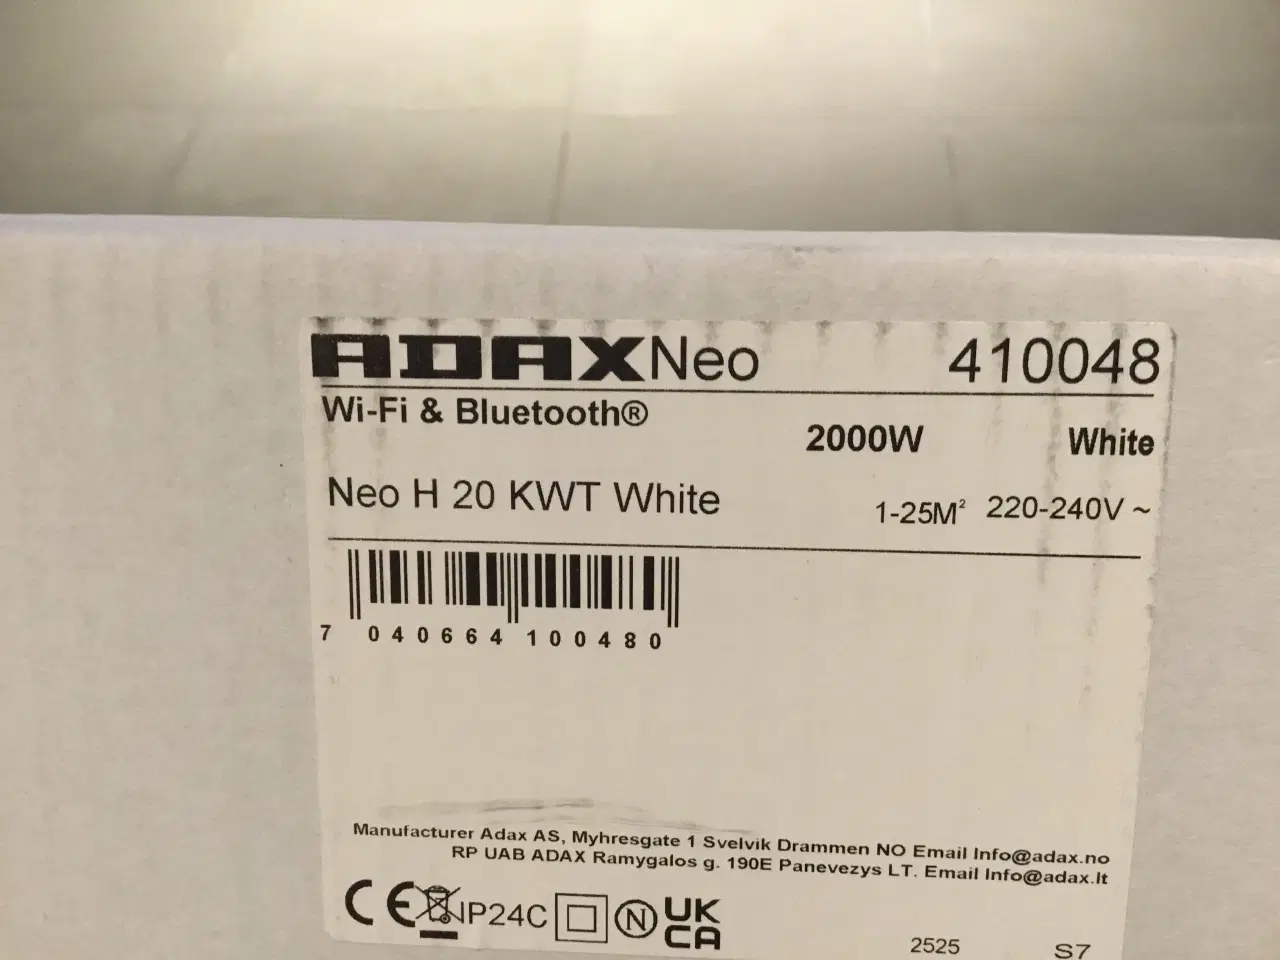 ADAX Neo 410048
Wi-Fi & Bluetooth®
2000W White
Neo H 20 KWT White 1-25M² 220-240V ~
7 040664 100480
Manufacturer Adax AS, Myhresgate 1 Svelvik Drammen NO Email Info@adax.no
RP UAB ADAX Ramygalos g. 190E Panevezys LT. Email Info@adax.lt
CE IP24C N UK CA
2525 S7